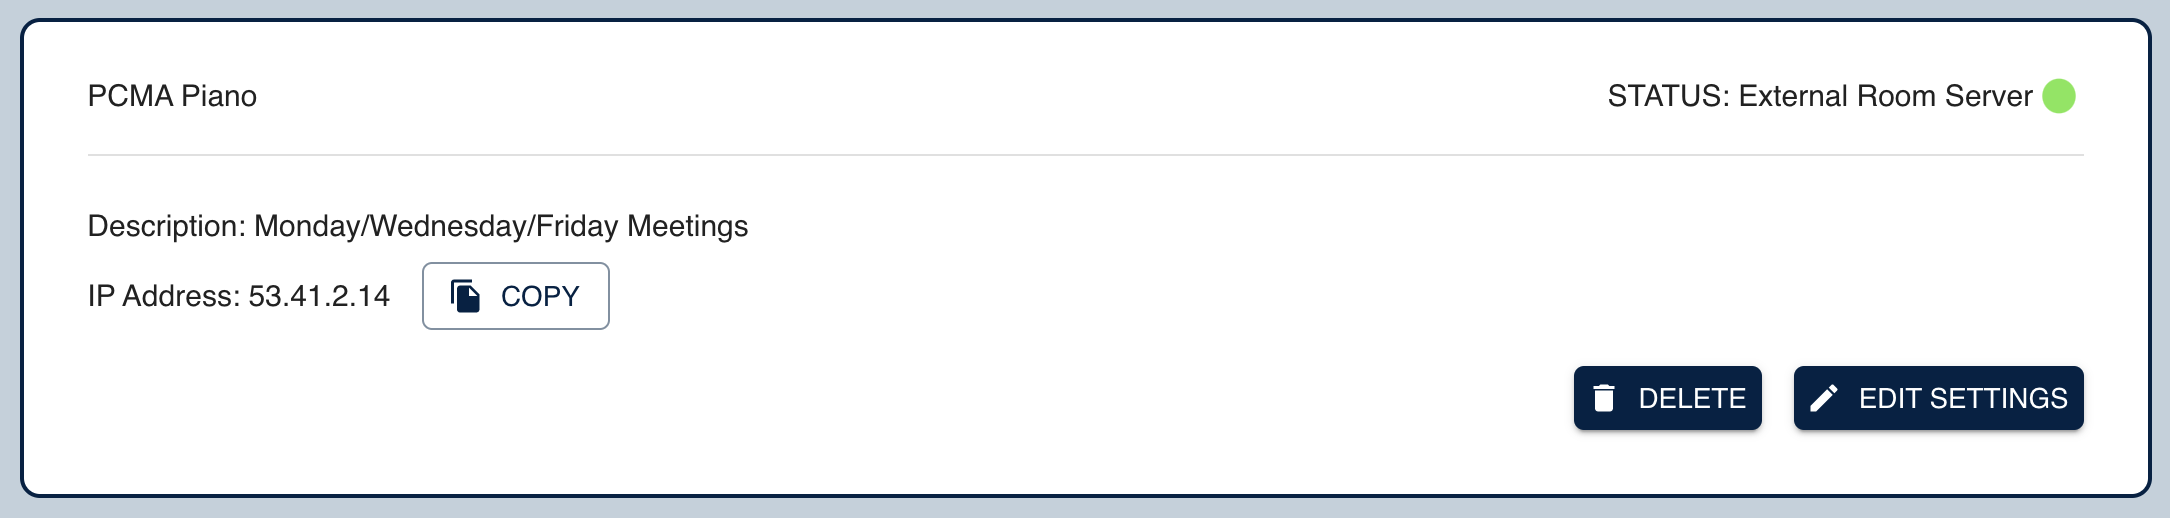 PCMA Piano
STATUS: External Room Server
Description: Monday/Wednesday/Friday Meetings
IP Address: 53.41.2.14
COPY
DELETE
EDIT SETTINGS